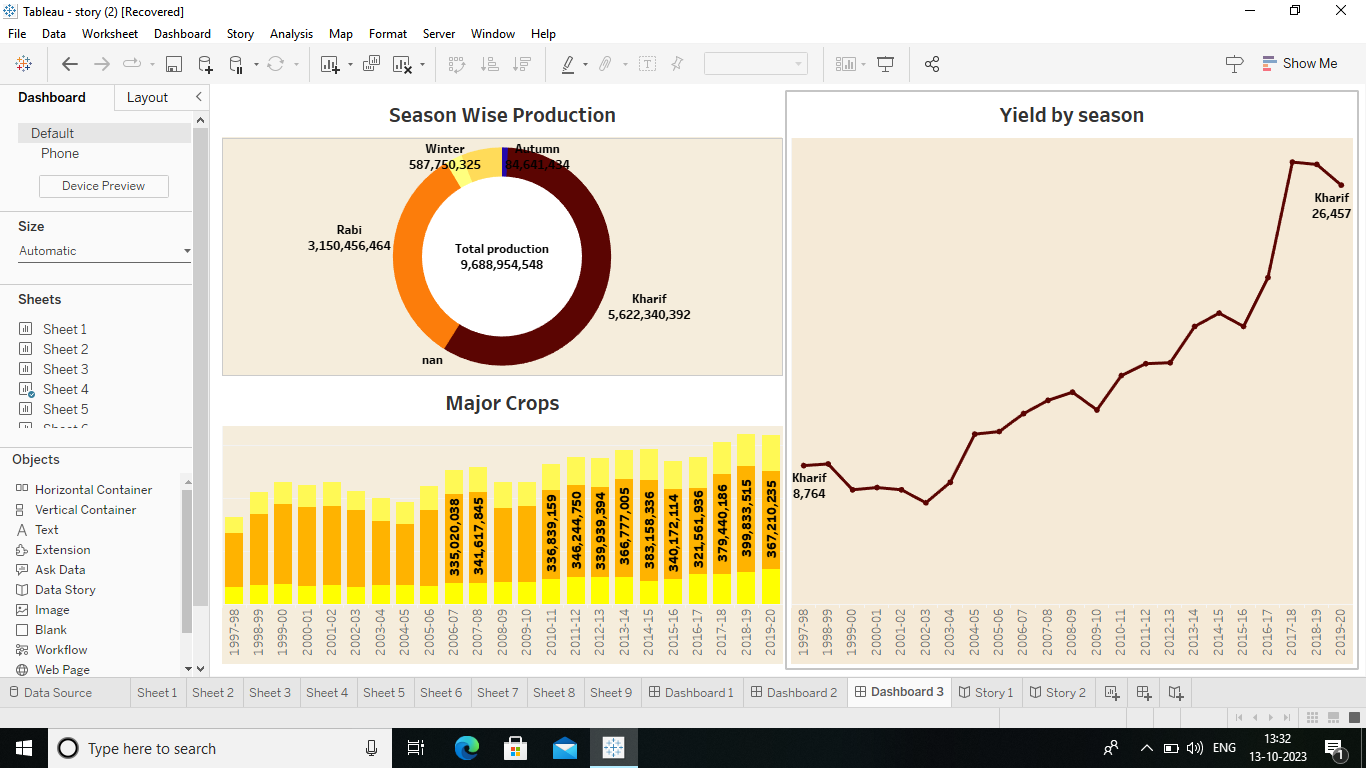 Tableau - story (2) [Recovered]
File Data Worksheet Dashboard Story Analysis Map Format Server Window Help
Show Me
Dashboard Layout
Default
Phone
Device Preview
Size
Automatic
Sheets
Sheet 1
Sheet 2
Sheet 3
Sheet 4
Sheet 5
Objects
Horizontal Container
Vertical Container
Text
Extension
Ask Data
Data Story
Image
Blank
Workflow
Web Page
Season Wise Production
Winter
587,750,325
Autumn
84,641,434
Rabi
3,150,456,464
Total production
9,688,954,548
Kharif
5,622,340,392
nan
Major Crops
335,020,038
341,617,845
336,839,159
346,244,750
339,939,394
366,777,005
383,158,336
340,172,114
321,561,936
379,440,186
399,833,515
367,210,235
1997-98
1998-99
1999-00
2000-01
2001-02
2002-03
2003-04
2004-05
2005-06
2006-07
2007-08
2008-09
2009-10
2010-11
2011-12
2012-13
2013-14
2014-15
2015-16
2016-17
2017-18
2018-19
2019-20
Yield by season
Kharif
26,457
Kharif
8,764
1997-98
1998-99
1999-00
2000-01
2001-02
2002-03
2003-04
2004-05
2005-06
2006-07
2007-08
2008-09
2009-10
2010-11
2011-12
2012-13
2013-14
2014-15
2015-16
2016-17
2017-18
2018-19
2019-20
Data Source Sheet 1 Sheet 2 Sheet 3 Sheet 4 Sheet 5 Sheet 6 Sheet 7 Sheet 8 Sheet 9 Dashboard 1 Dashboard 2 Dashboard 3 Story 1 Story 2
Type here to search
ENG
13:32
13-10-2023
1